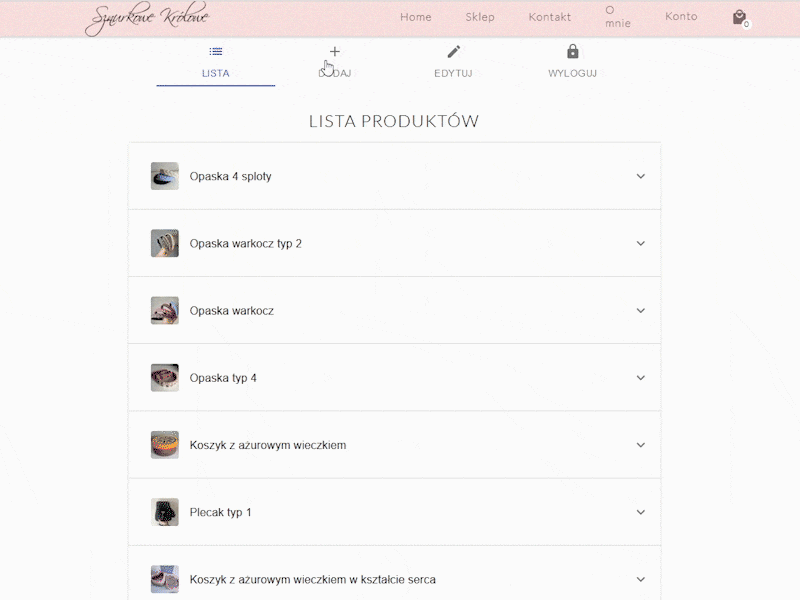 Sznurkowe Królowe
Home
Sklep
Kontakt
O
mnie
Konto
0
LISTA
DODAJ
EDYTUJ
WYLOGUJ
LISTA PRODUKTÓW
Opaska 4 sploty
Opaska warkocz typ 2
Opaska warkocz
Opaska typ 4
Koszyk z ażurowym wieczkiem
Plecak typ 1
Koszyk z ażurowym wieczkiem w kształcie serca